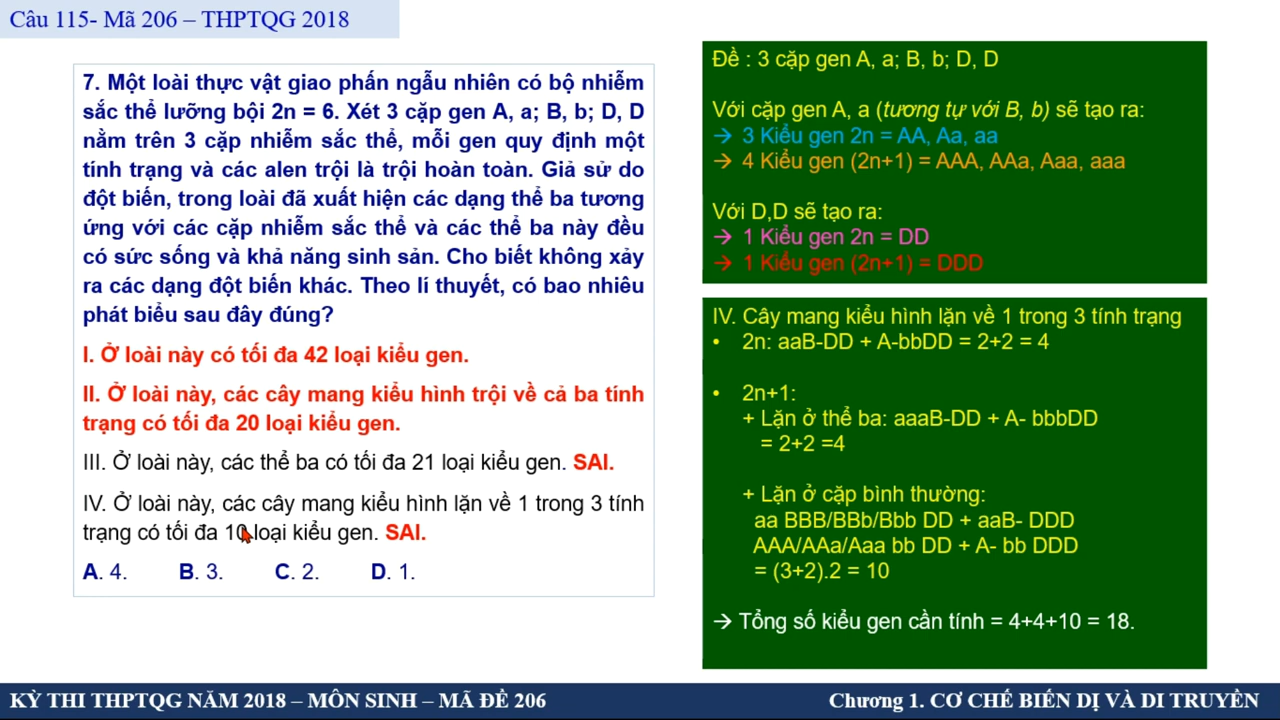 Câu 115- Mã 206 – THPTQG 2018
7. Một loài thực vật giao phấn ngẫu nhiên có bộ nhiễm
sắc thể lưỡng bội 2n = 6. Xét 3 cặp gen A, a; B, b; D, D
nằm trên 3 cặp nhiễm sắc thể, mỗi gen quy định một
tính trạng và các alen trội là trội hoàn toàn. Giả sử do
đột biến, trong loài đã xuất hiện các dạng thể ba tương
ứng với các cặp nhiễm sắc thể và các thể ba này đều
có sức sống và khả năng sinh sản. Cho biết không xảy
ra các dạng đột biến khác. Theo lí thuyết, có bao nhiêu
phát biểu sau đây đúng?
I. Ở loài này có tối đa 42 loại kiểu gen.
II. Ở loài này, các cây mang kiểu hình trội về cả ba tính
trạng có tối đa 20 loại kiểu gen.
III. Ở loài này, các thể ba có tối đa 21 loại kiểu gen. SAI.
IV. Ở loài này, các cây mang kiểu hình lặn về 1 trong 3 tính
trạng có tối đa 10 loại kiểu gen. SAI.
A. 4. B. 3. C. 2. D. 1.
Đề : 3 cặp gen A, a; B, b; D, D
Với cặp gen A, a (tương tự với B, b) sẽ tạo ra:
→ 3 Kiểu gen 2n = AA, Aa, aa
→ 4 Kiểu gen (2n+1) = AAA, AAa, Aaa, aaa
Với D,D sẽ tạo ra:
→ 1 Kiểu gen 2n = DD
→ 1 Kiểu gen (2n+1) = DDD
IV. Cây mang kiểu hình lặn về 1 trong 3 tính trạng
• 2n: aaB-DD + A-bbDD = 2+2 = 4
• 2n+1:
+ Lặn ở thể ba: aaaB-DD + A- bbbDD
= 2+2 =4
+ Lặn ở cặp bình thường:
aa BBB/BBb/Bbb DD + aaB- DDD
AAA/AAa/Aaa bb DD + A- bb DDD
= (3+2).2 = 10
→ Tổng số kiểu gen cần tính = 4+4+10 = 18.
KỲ THI THPTQG NĂM 2018 – MÔN SINH – MÃ ĐỀ 206
Chương 1. CƠ CHẾ BIẾN DỊ VÀ DI TRUYỀN